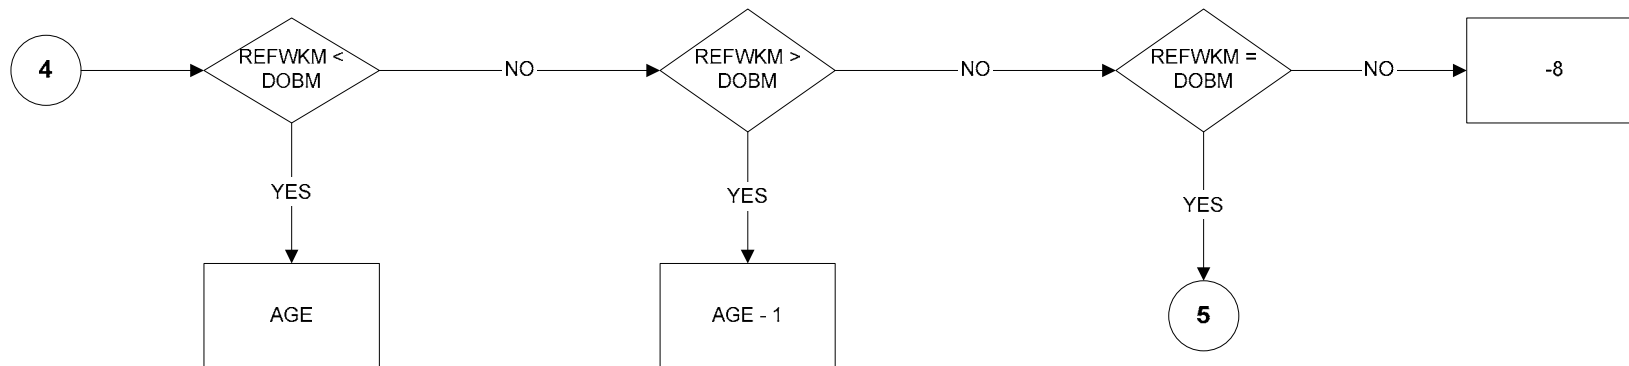 4
REFWKM <
DOBM
NO
REFWKM >
DOBM
NO
REFWKM =
DOBM
NO
-8
YES
YES
YES
AGE
AGE - 1
5